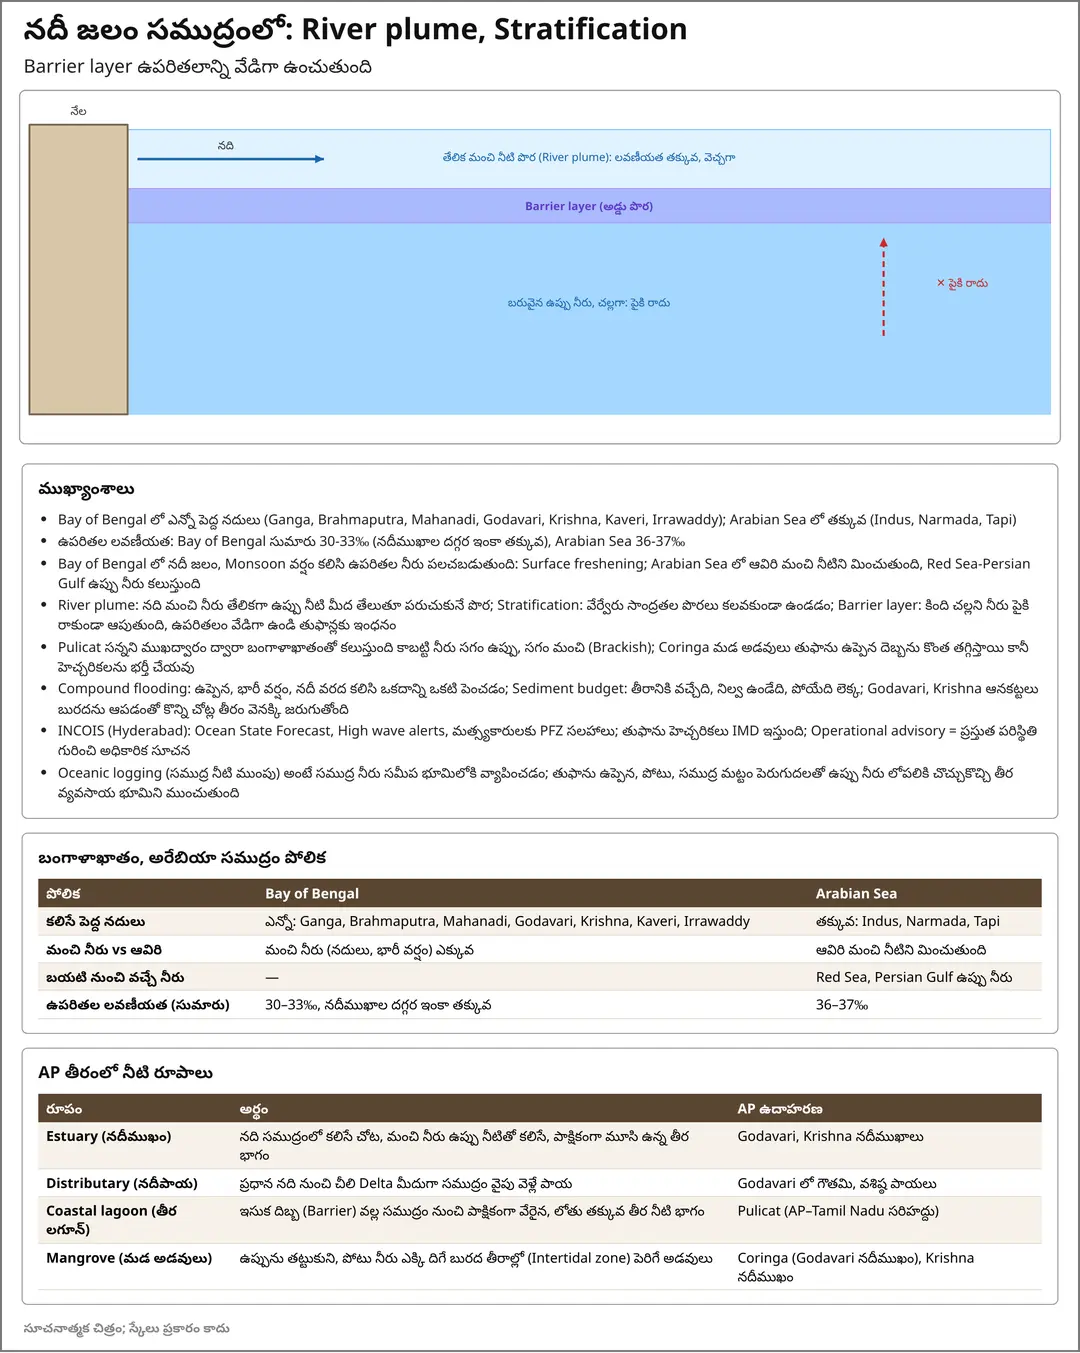 నదీ జలం సముద్రంలో: River plume, Stratification
Barrier layer ఉపరితలాన్ని వేడిగా ఉంచుతుంది
నేల
నది
తేలిక మంచి నీటి పొర (River plume): లవణీయత తక్కువ, వెచ్చగా
Barrier layer (అడ్డు పొర)
× పైకి రాదు
బరువైన ఉప్పు నీరు, చల్లగా: పైకి రాదు
ముఖ్యాంశాలు
• Bay of Bengal లో ఎన్నో పెద్ద నదులు (Ganga, Brahmaputra, Mahanadi, Godavari, Krishna, Kaveri, Irrawaddy); Arabian Sea లో తక్కువ (Indus, Narmada, Tapi)
• ఉపరితల లవణీయత: Bay of Bengal సుమారు 30-33‰ (నదీముఖాల దగ్గర ఇంకా తక్కువ), Arabian Sea 36-37‰
• Bay of Bengal లో నదీ జలం, Monsoon వర్షం కలిసి ఉపరితల నీరు పలచబడుతుంది: Surface freshening; Arabian Sea లో ఆవిరి మంచి నీటిని మించుతుంది, Red Sea-Persian
Gulf ఉప్పు నీరు కలుస్తుంది
• River plume: నది మంచి నీరు తేలికగా ఉప్పు నీటి మీద తేలుతూ పరుచుకునే పొర; Stratification: వేర్వేరు సాంద్రతల పొరలు కలవకుండా ఉండడం; Barrier layer: కింది చల్లని నీరు పైకి
రాకుండా ఆపుతుంది, ఉపరితలం వేడిగా ఉండి తుఫాన్లకు ఇంధనం
• Pulicat సన్నని ముఖద్వారం ద్వారా బంగాళాఖాతంతో కలుస్తుంది కాబట్టి నీరు సగం ఉప్పు, సగం మంచి (Brackish); Coringa మడ అడవులు తుఫాను ఉప్పెన దెబ్బను కొంత తగ్గిస్తాయి కానీ
హెచ్చరికలను భర్తీ చేయవు
• Compound flooding: ఉప్పెన, భారీ వర్షం, నదీ వరద కలిసి ఒకదాన్ని ఒకటి పెంచడం; Sediment budget: తీరానికి వచ్చేది, నిల్వ ఉండేది, పోయేది లెక్క; Godavari, Krishna ఆనకట్టలు
బురదను ఆపడంతో కొన్ని చోట్ల తీరం వెనక్కి జరుగుతోంది
• INCOIS (Hyderabad): Ocean State Forecast, High wave alerts, మత్స్యకారులకు PFZ సలహాలు; తుఫాను హెచ్చరికలు IMD ఇస్తుంది; Operational advisory = ప్రస్తుత పరిస్థితి
గురించి అధికారిక సూచన
• Oceanic logging (సముద్ర నీటి ముంపు) అంటే సముద్ర నీరు సమీప భూమిలోకి వ్యాపించడం; తుఫాను ఉప్పెన, పోటు, సముద్ర మట్టం పెరుగుదలతో ఉప్పు నీరు లోపలికి చొచ్చుకొచ్చి తీర
వ్యవసాయ భూమిని ముంచుతుంది
బంగాళాఖాతం, అరేబియా సముద్రం పోలిక
పోలిక Bay of Bengal Arabian Sea
కలిసే పెద్ద నదులు ఎన్నో: Ganga, Brahmaputra, Mahanadi, Godavari, Krishna, Kaveri, Irrawaddy తక్కువ: Indus, Narmada, Tapi
మంచి నీరు vs ఆవిరి మంచి నీరు (నదులు, భారీ వర్షం) ఎక్కువ ఆవిరి మంచి నీటిని మించుతుంది
బయటి నుంచి వచ్చే నీరు — Red Sea, Persian Gulf ఉప్పు నీరు
ఉపరితల లవణీయత (సుమారు) 30–33‰, నదీముఖాల దగ్గర ఇంకా తక్కువ 36–37‰
AP తీరంలో నీటి రూపాలు
రూపం అర్థం AP ఉదాహరణ
Estuary (నదీముఖం) నది సముద్రంలో కలిసే చోట, మంచి నీరు ఉప్పు నీటితో కలిసే, పాక్షికంగా మూసి ఉన్న తీర Godavari, Krishna నదీముఖాలు
భాగం
Distributary (నదీపాయ) ప్రధాన నది నుంచి చీలి Delta మీదుగా సముద్రం వైపు వెళ్లే పాయ Godavari లో గౌతమి, వశిష్ఠ పాయలు
Coastal lagoon (తీర ఇసుక దిబ్బ (Barrier) వల్ల సముద్రం నుంచి పాక్షికంగా వేరైన, లోతు తక్కువ తీర నీటి భాగం Pulicat (AP–Tamil Nadu సరిహద్దు)
లగూన్)
Mangrove (మడ అడవులు) ఉప్పును తట్టుకుని, పోటు నీరు ఎక్కి దిగే బురద తీరాల్లో (Intertidal zone) పెరిగే అడవులు Coringa (Godavari నదీముఖం), Krishna
నదీముఖం
సూచనాత్మక చిత్రం; స్కేలు ప్రకారం కాదు